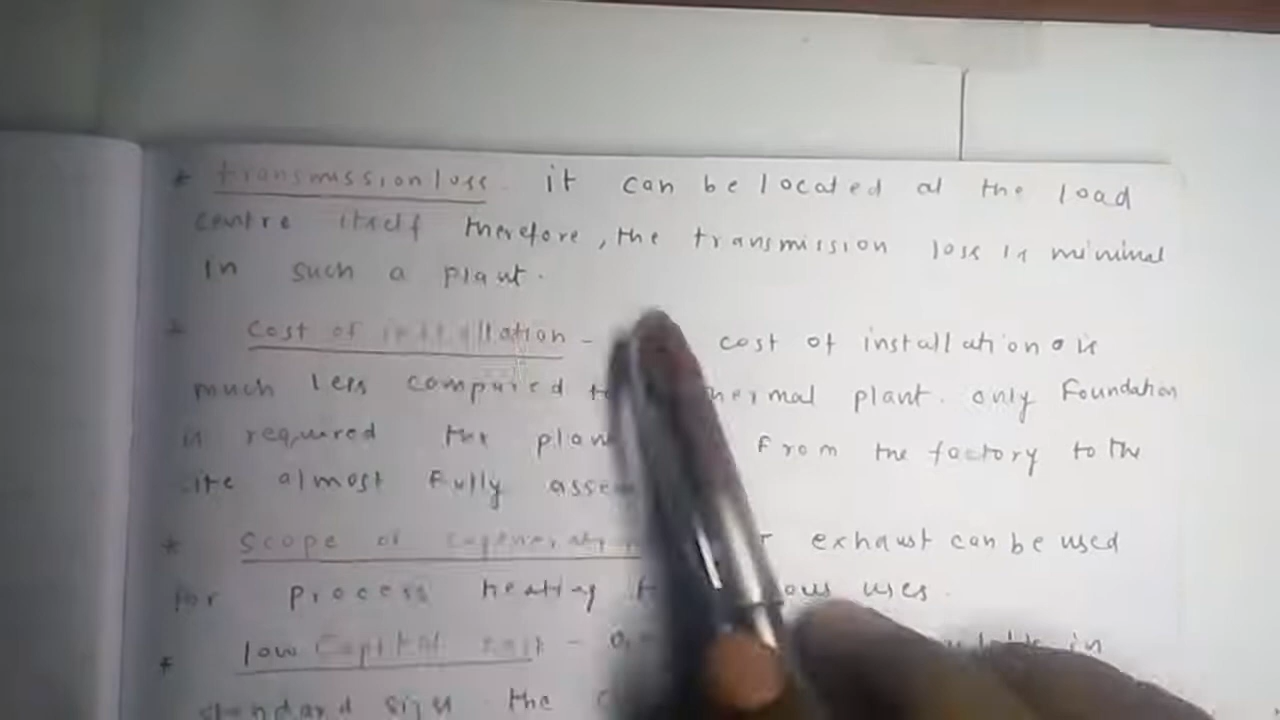 * transmission loss. it can be located at the load
centre itself therefore, the transmission loss is minimal
in such a plant.
* Cost of installation - cost of installation is
much less compared thermal plant. only Foundation
is required the from the factory to the
almost Fully
* Scope of exhaust can be used
for process heating uses.
* low Capital cost - in
standard size the